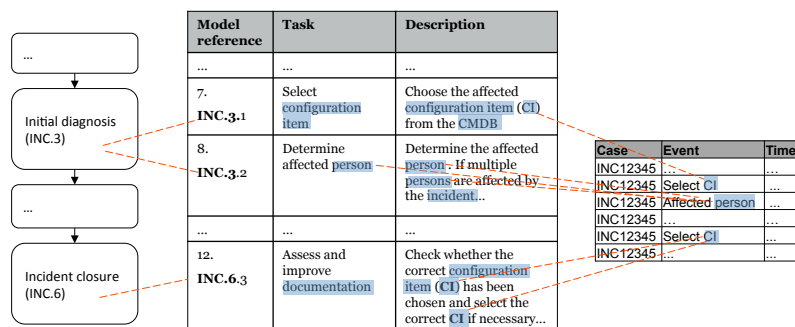 ...
Initial diagnosis
(INC.3)
...
Incident closure
(INC.6)
Model
reference
Task
Description
...
...
...
7.
INC.3.1
Select
configuration
item
Choose the affected
configuration item (CI)
from the CMDB
8.
INC.3.2
Determine
affected person
Determine the affected
person. If multiple
persons are affected by
the incident...
...
...
...
12.
INC.6.3
Assess and
improve
documentation
Check whether the
correct configuration
item (CI) has been
chosen and select the
correct CI if necessary...
Case Event Time
INC12345 ... ...
INC12345 Select CI ...
INC12345 Affected person ...
INC12345 ... ...
INC12345 Select CI ...
INC12345 ... ...